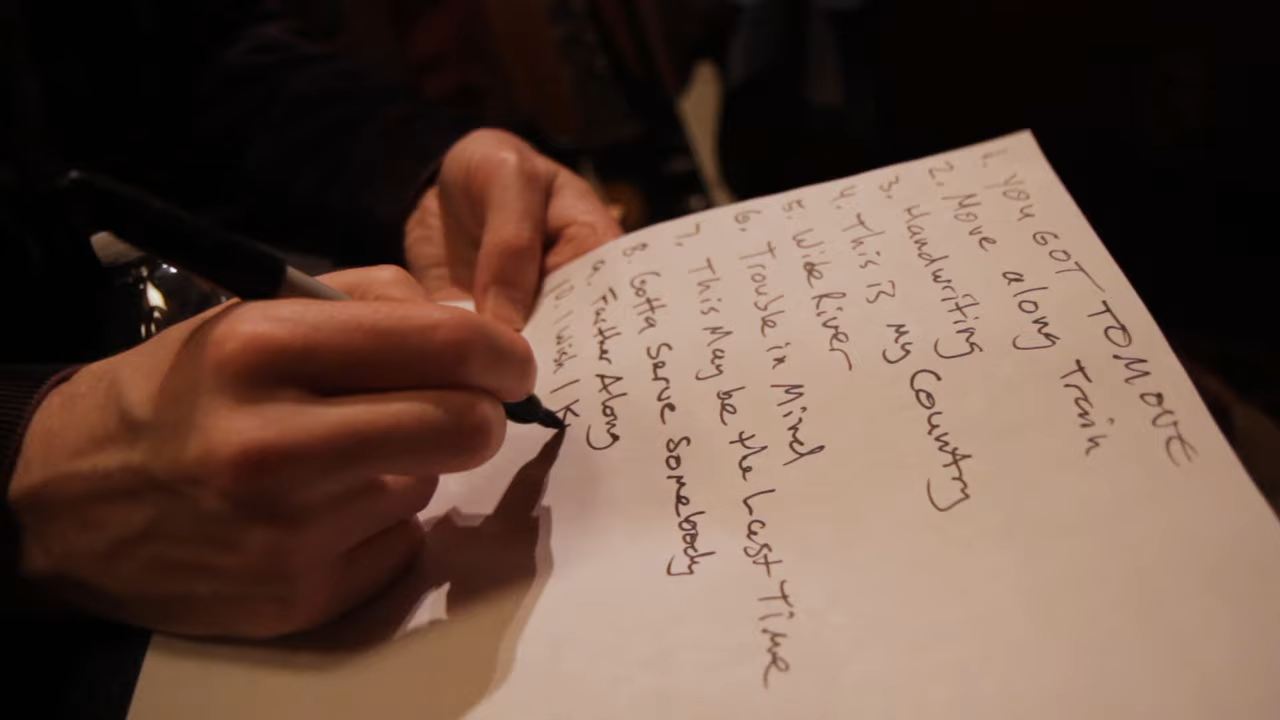 1. YOU GOT TO MOVE
2. Move along Train
3. Handwriting
4. This is My Country
5. Wide River
6. Trouble in Mind
7. This May be the Last Time
8. Gotta Serve Somebody
9. Farther Along
10. I wish I K